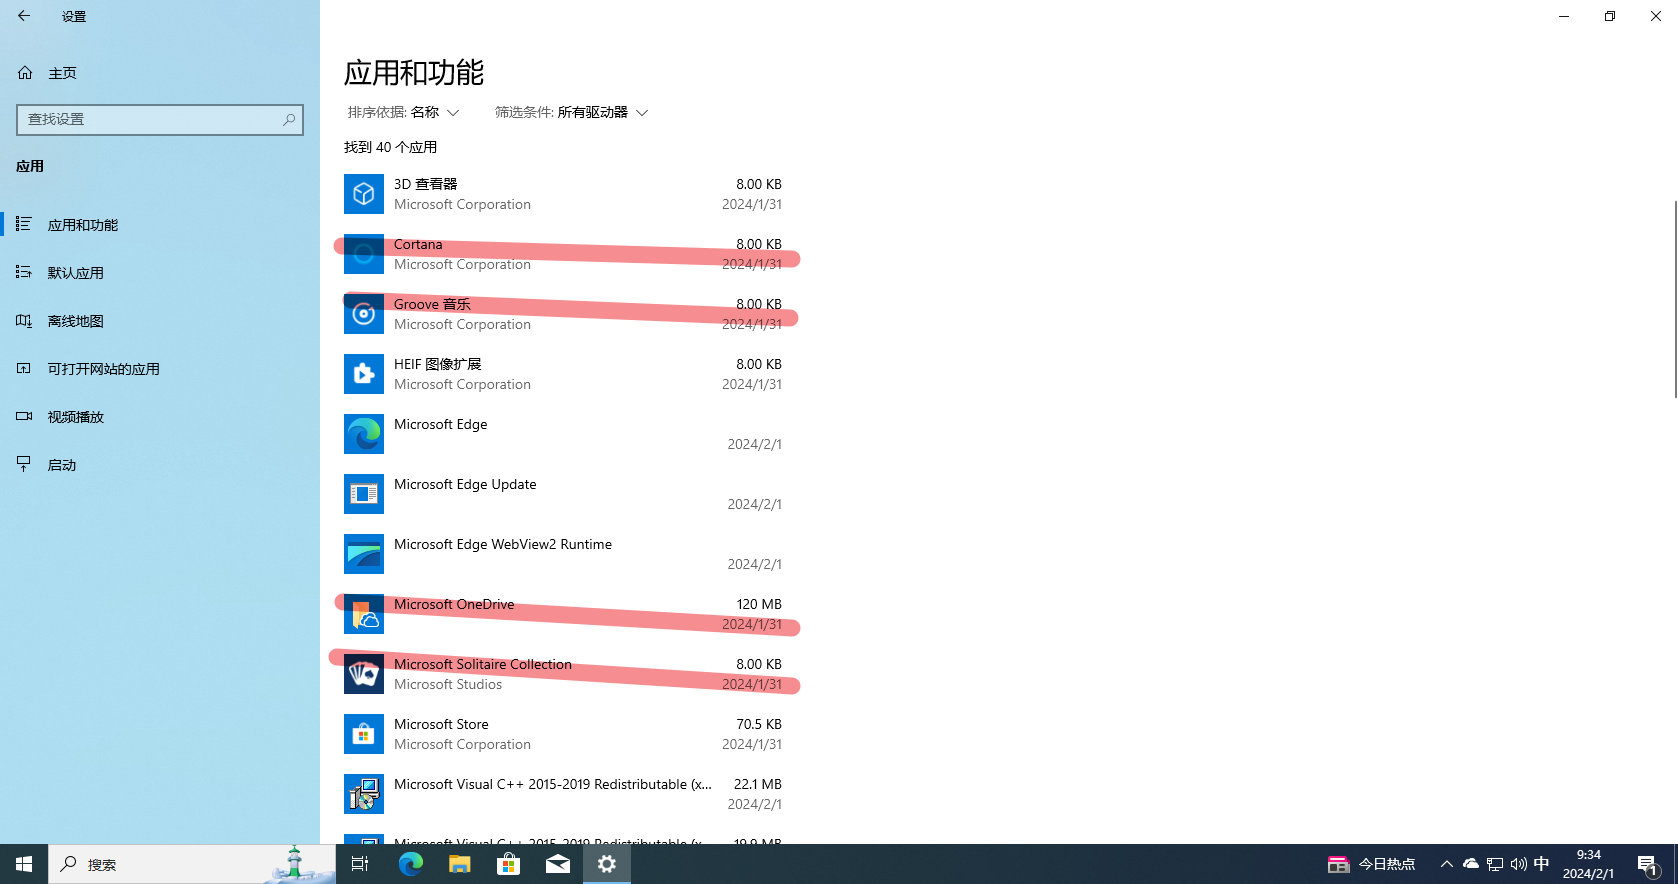 设置
主页
查找设置
应用
应用和功能
默认应用
离线地图
可打开网站的应用
视频播放
启动
应用和功能
排序依据: 名称 筛选条件: 所有驱动器
找到 40 个应用
3D 查看器 8.00 KB
Microsoft Corporation 2024/1/31
Cortana 8.00 KB
Microsoft Corporation 2024/1/31
Groove 音乐 8.00 KB
Microsoft Corporation 2024/1/31
HEIF 图像扩展 8.00 KB
Microsoft Corporation 2024/1/31
Microsoft Edge
2024/2/1
Microsoft Edge Update
2024/2/1
Microsoft Edge WebView2 Runtime
2024/2/1
Microsoft OneDrive 120 MB
2024/1/31
Microsoft Solitaire Collection 8.00 KB
Microsoft Studios 2024/1/31
Microsoft Store 70.5 KB
Microsoft Corporation 2024/1/31
Microsoft Visual C++ 2015-2019 Redistributable (x... 22.1 MB
2024/2/1
Microsoft Visual C++ 2015-2019 Redistributable (x... 19.9 MB
搜索
今日热点
中
9:34
2024/2/1
1